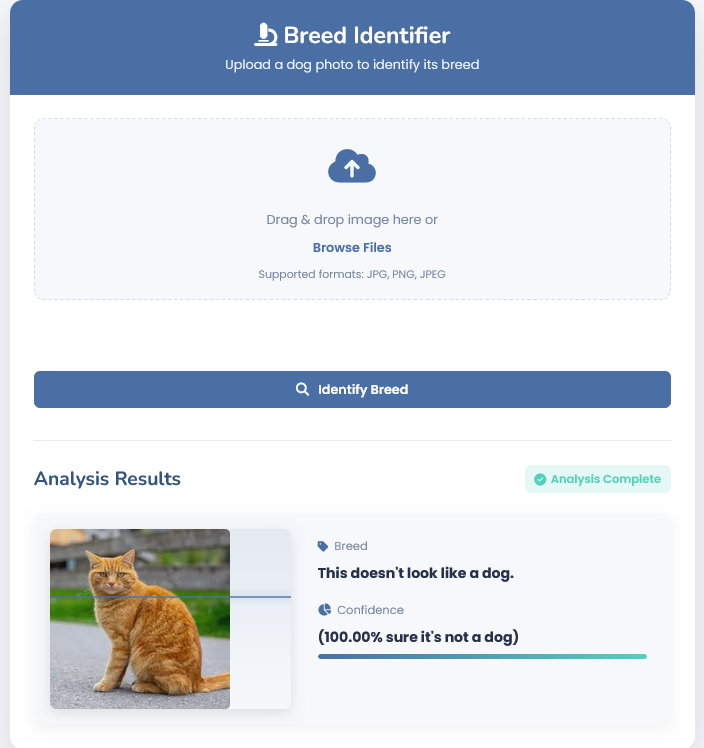 Breed Identifier
Upload a dog photo to identify its breed
Drag & drop image here or
Browse Files
Supported formats: JPG, PNG, JPEG
Identify Breed
Analysis Results
Analysis Complete
Breed
This doesn't look like a dog.
Confidence
(100.00% sure it's not a dog)